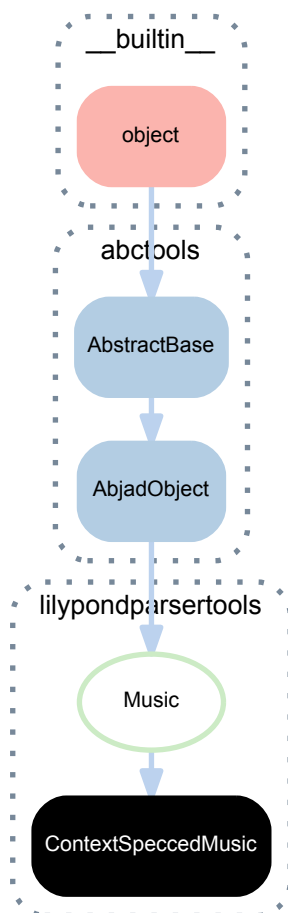 __builtin__
object
abctools
AbstractBase
AbjadObject
lilypondparsertools
Music
ContextSpeccedMusic